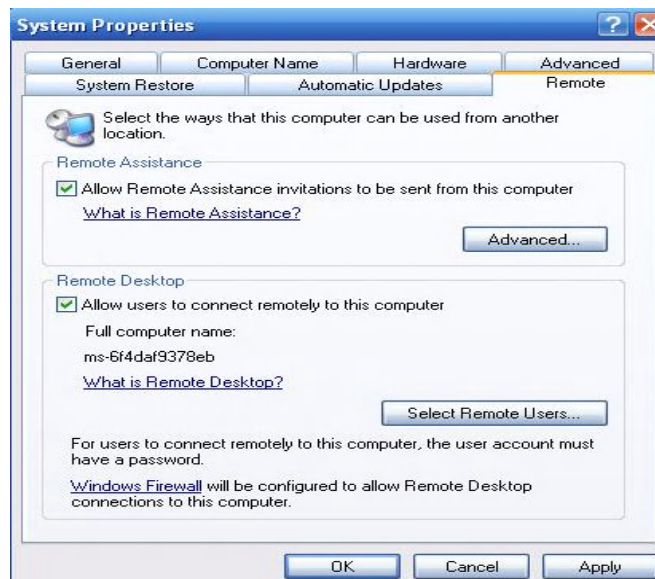 System Properties
General Computer Name Hardware Advanced
System Restore Automatic Updates Remote
Select the ways that this computer can be used from another
location.
Remote Assistance
Allow Remote Assistance invitations to be sent from this computer
What is Remote Assistance?
Advanced...
Remote Desktop
Allow users to connect remotely to this computer
Full computer name:
ms-6f4daf9378eb
What is Remote Desktop?
Select Remote Users...
For users to connect remotely to this computer, the user account must
have a password.
Windows Firewall will be configured to allow Remote Desktop
connections to this computer.
OK Cancel Apply